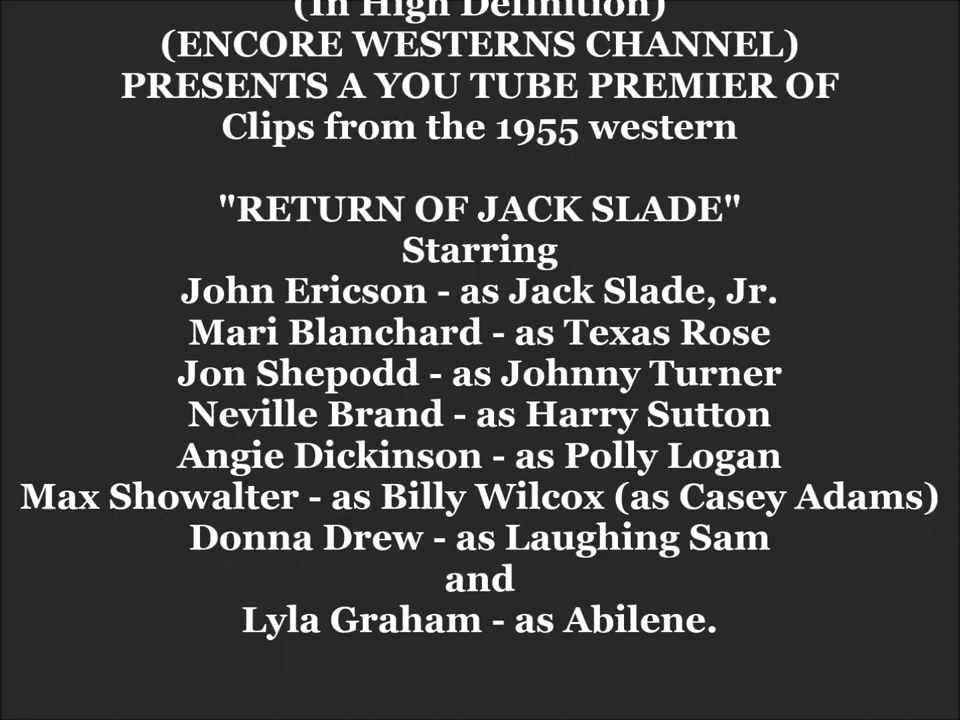 (In High Definition)
(ENCORE WESTERNS CHANNEL)
PRESENTS A YOU TUBE PREMIER OF
Clips from the 1955 western
"RETURN OF JACK SLADE"
Starring
John Ericson - as Jack Slade, Jr.
Mari Blanchard - as Texas Rose
Jon Shepodd - as Johnny Turner
Neville Brand - as Harry Sutton
Angie Dickinson - as Polly Logan
Max Showalter - as Billy Wilcox (as Casey Adams)
Donna Drew - as Laughing Sam
and
Lyla Graham - as Abilene.